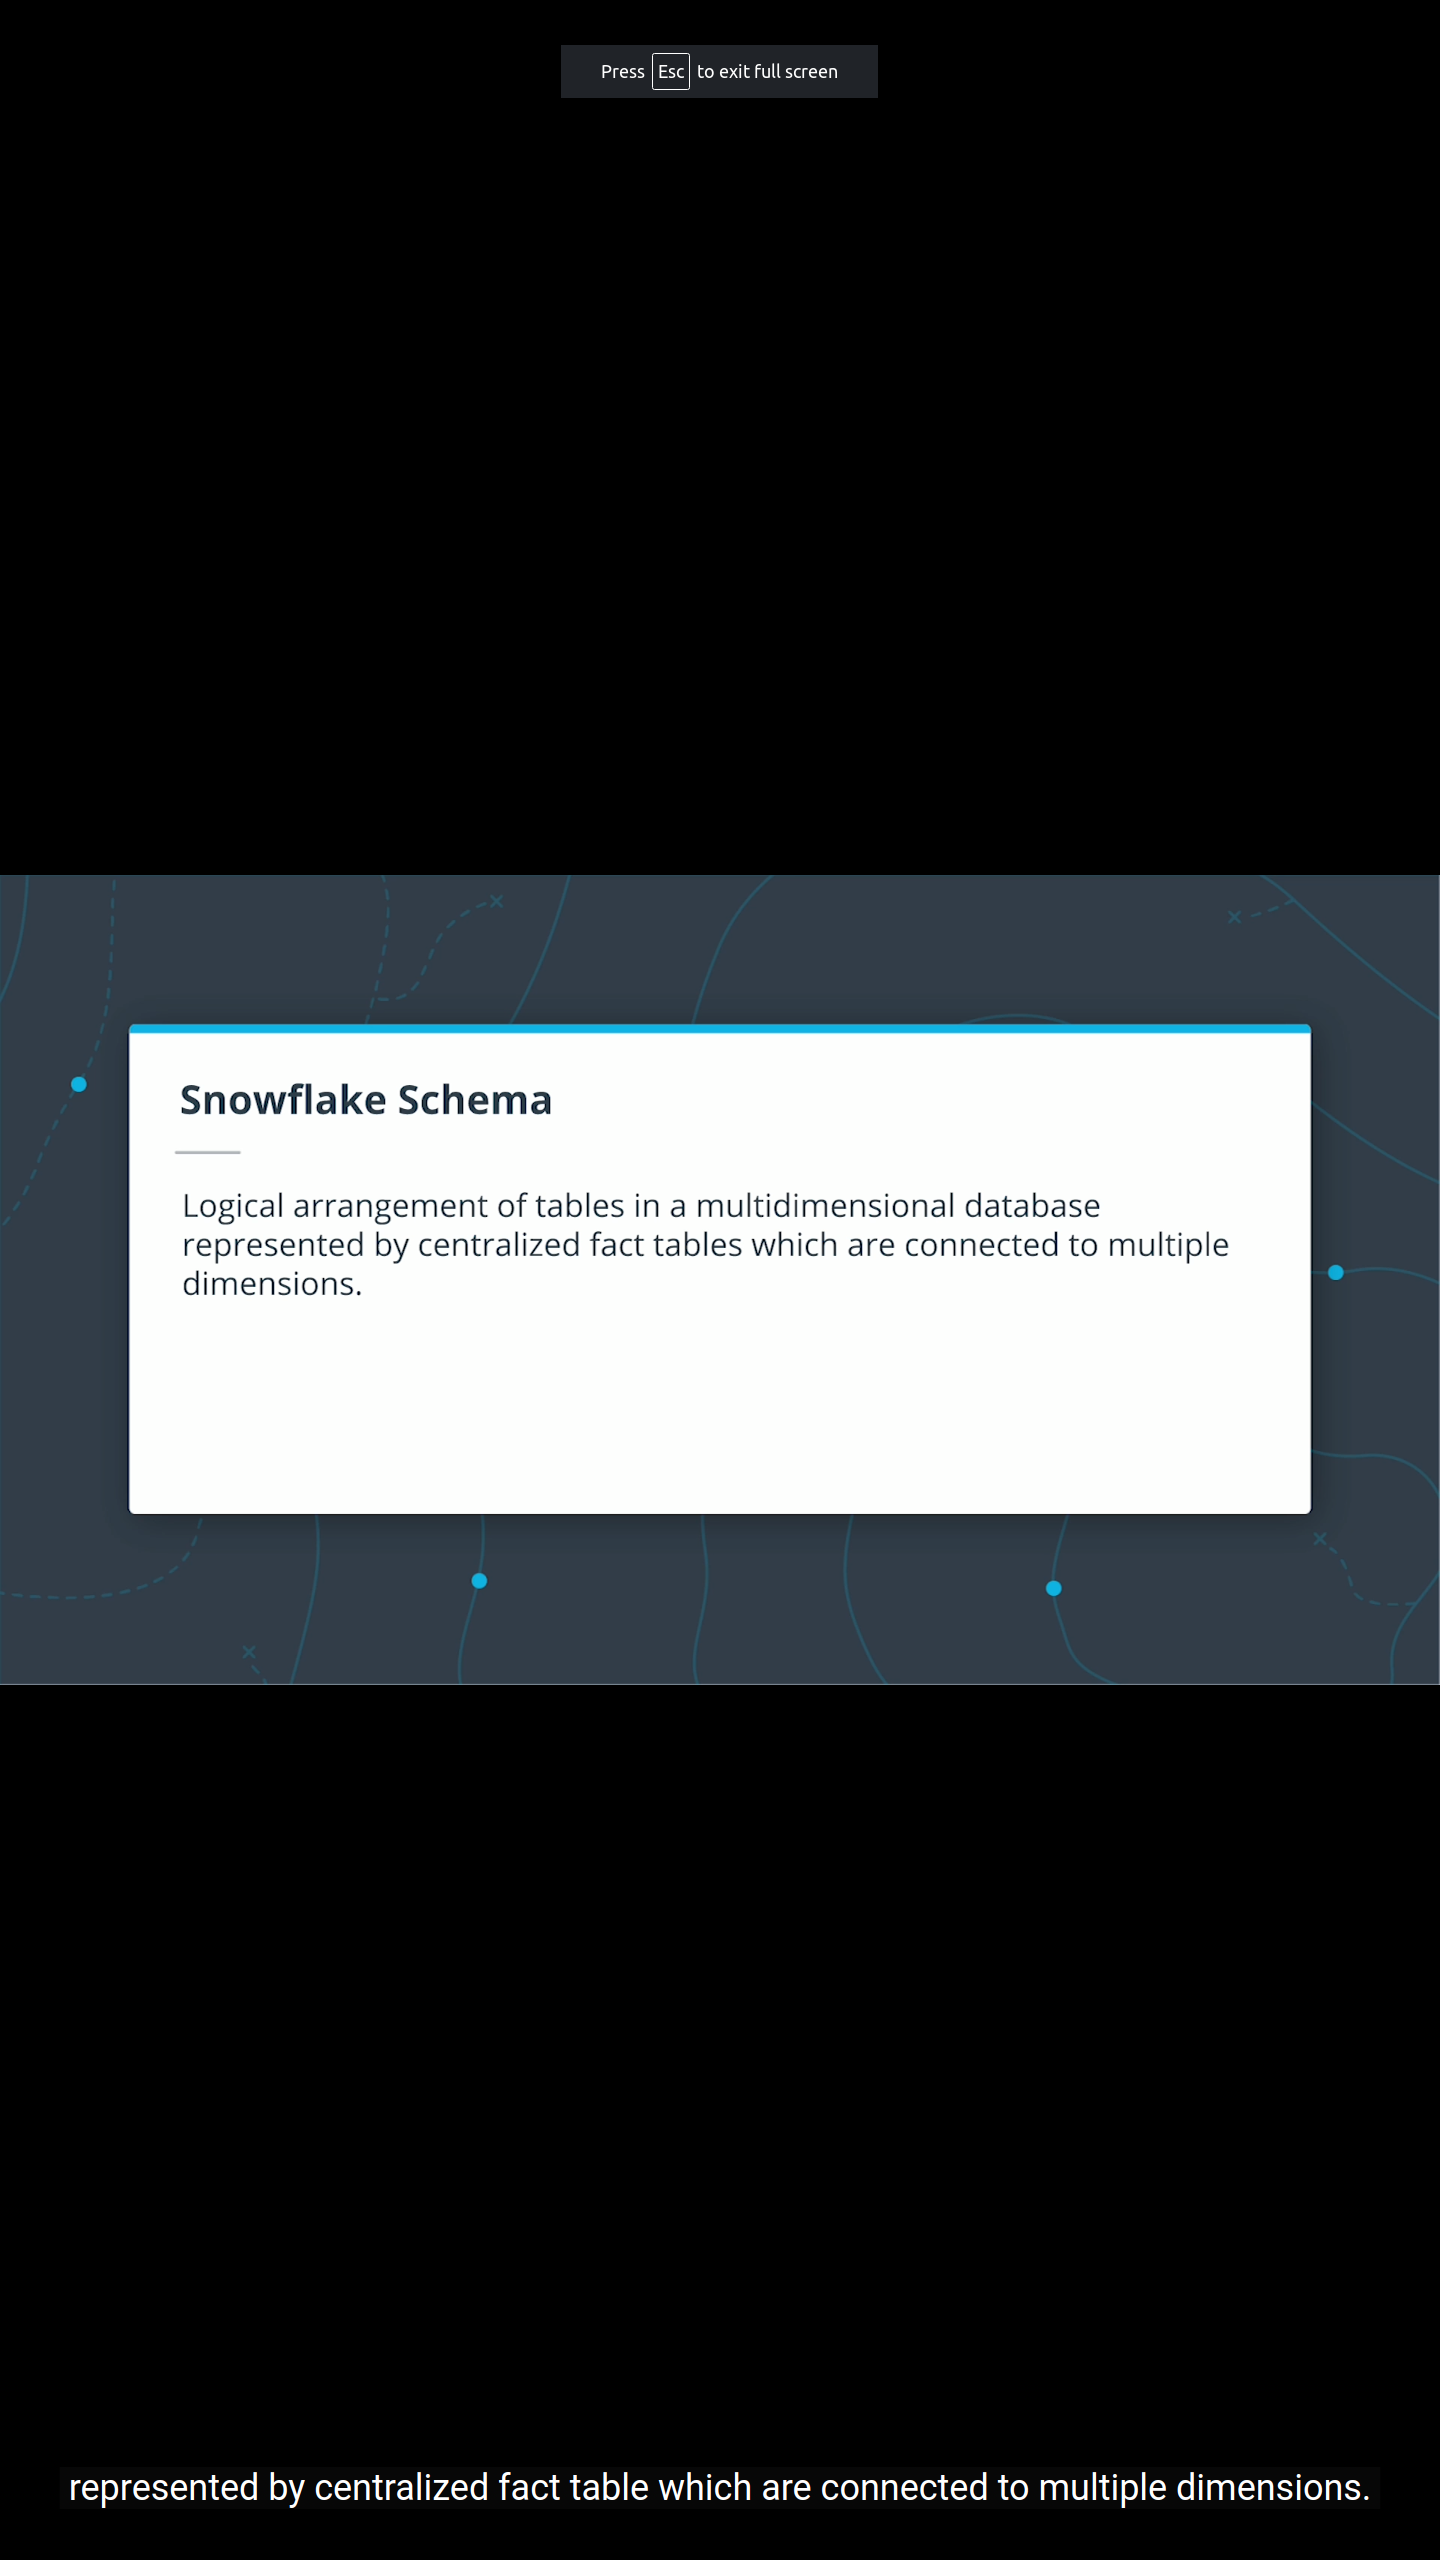 Press Esc to exit full screen
Snowflake Schema
Logical arrangement of tables in a multidimensional database
represented by centralized fact tables which are connected to multiple
dimensions.
represented by centralized fact table which are connected to multiple dimensions.